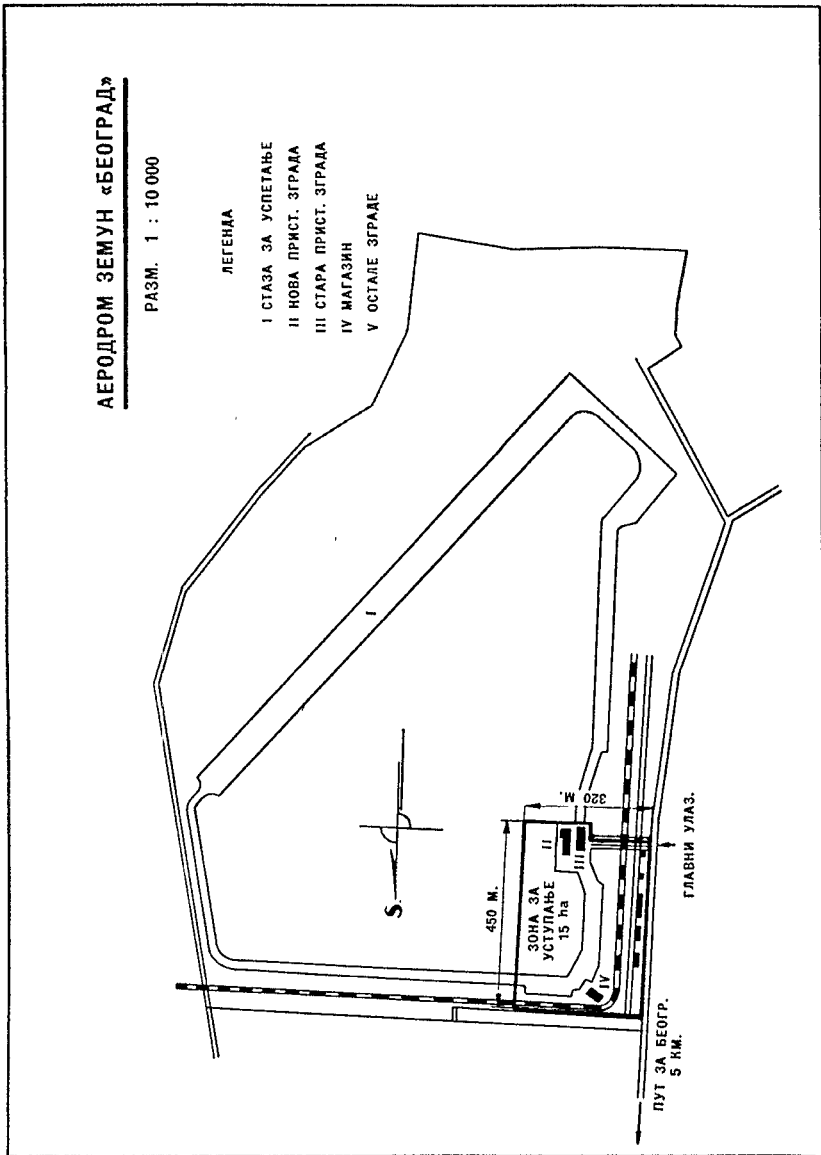 АЕРОДРОМ ЗЕМУН «БЕОГРАД»
РАЗМ. 1 : 10 000
ЛЕГЕНДА
I СТАЗА ЗА УСПЕТАЊЕ
II НОВА ПРИСТ. ЗГРАДА
III СТАРА ПРИСТ. ЗГРАДА
IV МАГАЗИН
V ОСТАЛЕ ЗГРАДЕ
I
S.
450 М.
320 М.
II
III
ЗОНА ЗА
УСТУПАЊЕ
15 ha
IV
ГЛАВНИ УЛАЗ.
ПУТ ЗА БЕОГР.
5 КМ.